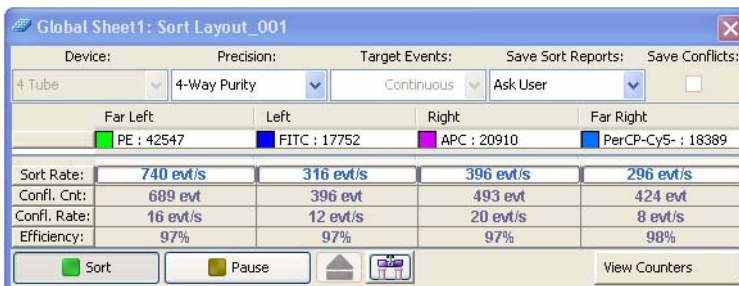 Global Sheet1: Sort Layout_001
Device: Precision: Target Events: Save Sort Reports: Save Conflicts:
4 Tube 4-Way Purity Continuous Ask User
Far Left Left Right Far Right
PE : 42547 FITC : 17752 APC : 20910 PerCP-Cy5- : 18389
Sort Rate: 740 evt/s 316 evt/s 396 evt/s 296 evt/s
Confl. Cnt: 689 evt 396 evt 493 evt 424 evt
Confl. Rate: 16 evt/s 12 evt/s 20 evt/s 8 evt/s
Efficiency: 97% 97% 97% 98%
Sort Pause View Counters